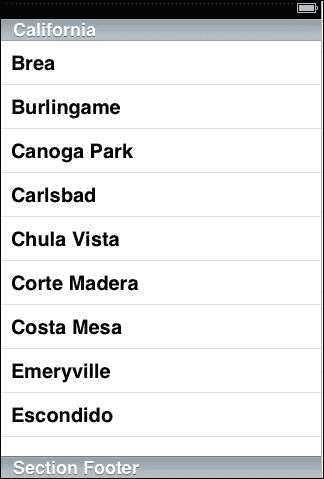 California
Brea
Burlingame
Canoga Park
Carlsbad
Chula Vista
Corte Madera
Costa Mesa
Emeryville
Escondido
Section Footer